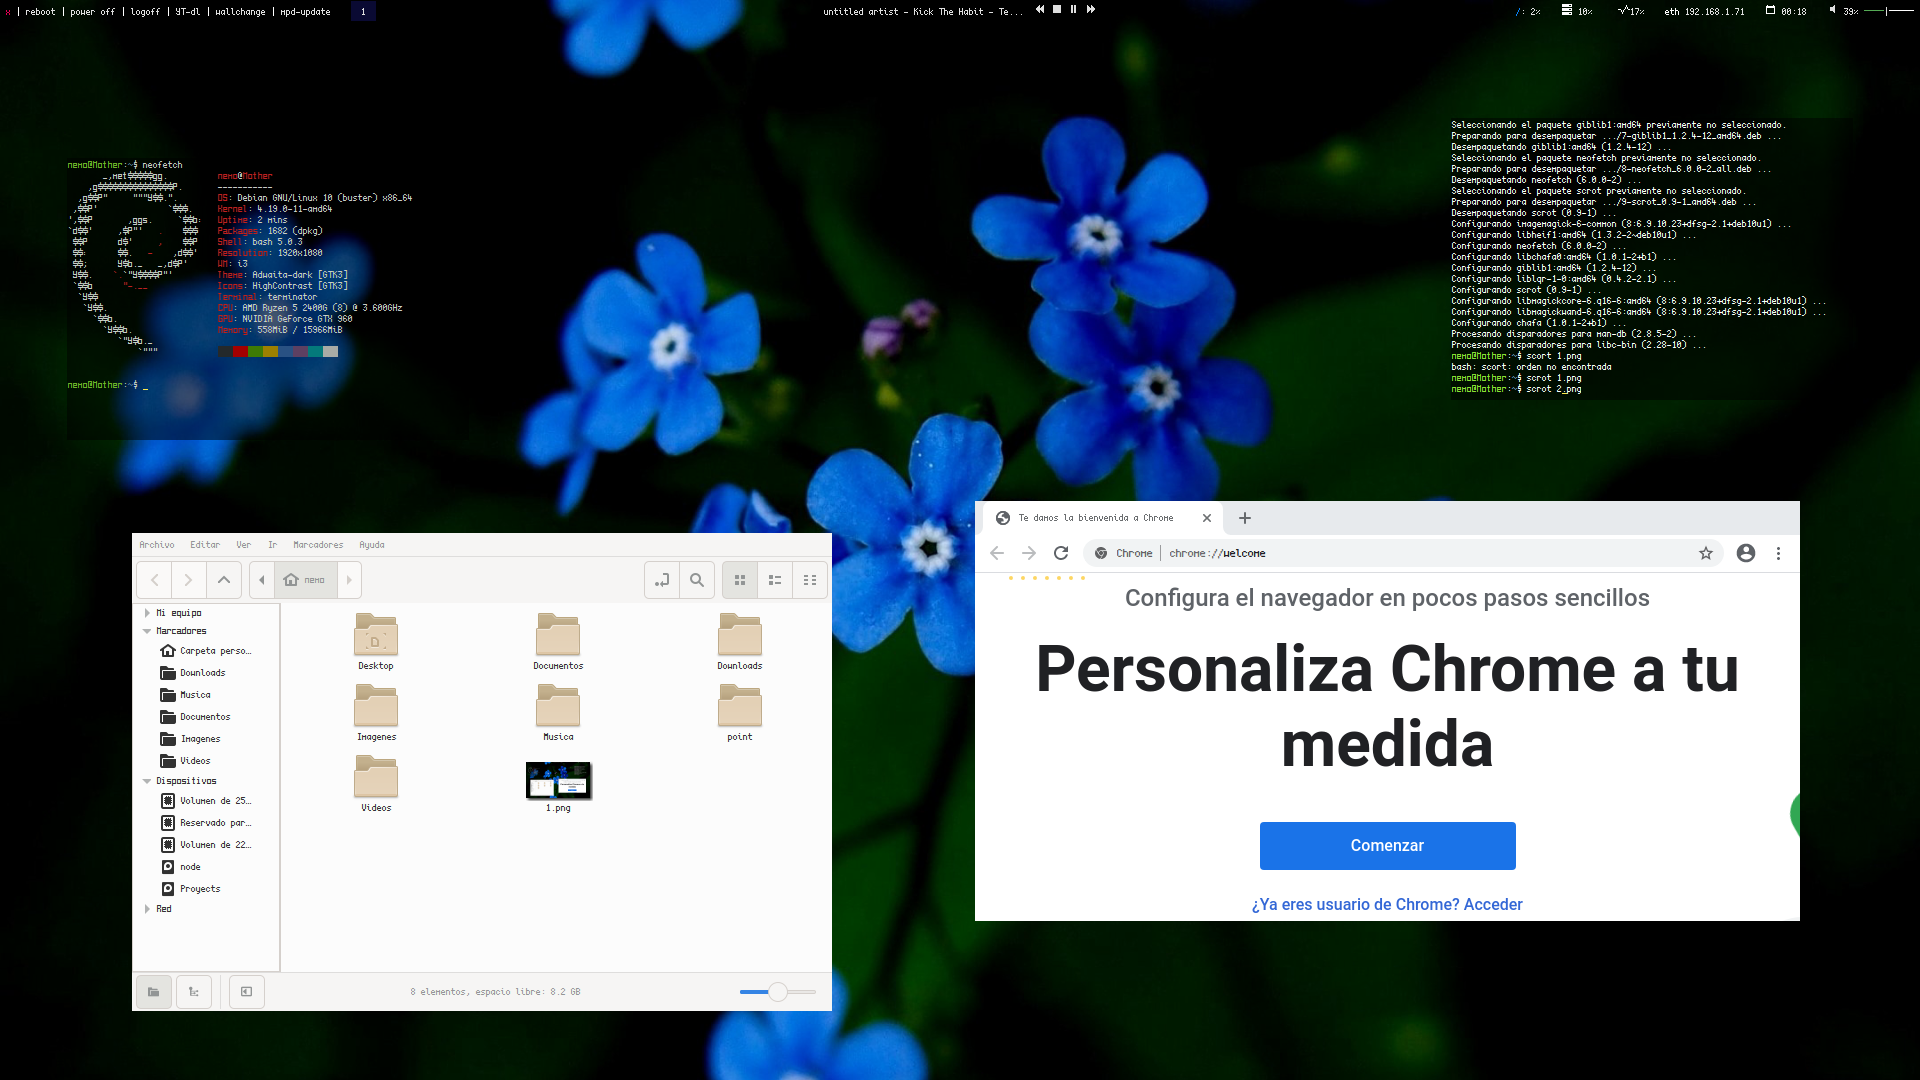 x | reboot | power off | logoff | YT-dl | wallchange | mpd-update 1
untitled artist - Kick The Habit - Te...
/: 2% 10% 17% eth 192.168.1.71 00:18 39%
nemo@Mother:~$ neofetch
nemo@Mother
-----------
OS: Debian GNU/Linux 10 (buster) x86_64
Kernel: 4.19.0-11-amd64
Uptime: 2 mins
Packages: 1682 (dpkg)
Shell: bash 5.0.3
Resolution: 1920x1080
WM: i3
Theme: Adwaita-dark [GTK3]
Icons: HighContrast [GTK3]
Terminal: terminator
CPU: AMD Ryzen 5 2400G (8) @ 3.600GHz
GPU: NVIDIA GeForce GTX 960
Memory: 558MiB / 15966MiB
nemo@Mother:~$ _
Seleccionando el paquete giblib1:amd64 previamente no seleccionado.
Preparando para desempaquetar .../7-giblib1_1.2.4-12_amd64.deb ...
Desempaquetando giblib1:amd64 (1.2.4-12) ...
Seleccionando el paquete neofetch previamente no seleccionado.
Preparando para desempaquetar .../8-neofetch_6.0.0-2_all.deb ...
Desempaquetando neofetch (6.0.0-2) ...
Seleccionando el paquete scrot previamente no seleccionado.
Preparando para desempaquetar .../9-scrot_0.9-1_amd64.deb ...
Desempaquetando scrot (0.9-1) ...
Configurando imagemagick-6-common (8:6.9.10.23+dfsg-2.1+deb10u1) ...
Configurando libheif1:amd64 (1.3.2-2~deb10u1) ...
Configurando neofetch (6.0.0-2) ...
Configurando libchafa0:amd64 (1.0.1-2+b1) ...
Configurando giblib1:amd64 (1.2.4-12) ...
Configurando liblqr-1-0:amd64 (0.4.2-2.1) ...
Configurando scrot (0.9-1) ...
Configurando libmagickcore-6.q16-6:amd64 (8:6.9.10.23+dfsg-2.1+deb10u1) ...
Configurando libmagickwand-6.q16-6:amd64 (8:6.9.10.23+dfsg-2.1+deb10u1) ...
Configurando chafa (1.0.1-2+b1) ...
Procesando disparadores para man-db (2.8.5-2) ...
Procesando disparadores para libc-bin (2.28-10) ...
nemo@Mother:~$ scort 1.png
bash: scort: orden no encontrada
nemo@Mother:~$ scrot 1.png
nemo@Mother:~$ scrot 2_png
Archivo Editar Ver Ir Marcadores Ayuda
nemo
Mi equipo
Marcadores
Carpeta perso...
Downloads
Musica
Documentos
Imagenes
Videos
Dispositivos
Volumen de 25...
Reservado par...
Volumen de 22...
node
Proyects
Red
Desktop
Documentos
Downloads
Imagenes
Musica
point
Videos
1.png
8 elementos, espacio libre: 8.2 GB
Te damos la bienvenida a Chrome
Chrome | chrome://welcome
Configura el navegador en pocos pasos sencillos
Personaliza Chrome a tu
medida
Comenzar
¿Ya eres usuario de Chrome? Acceder